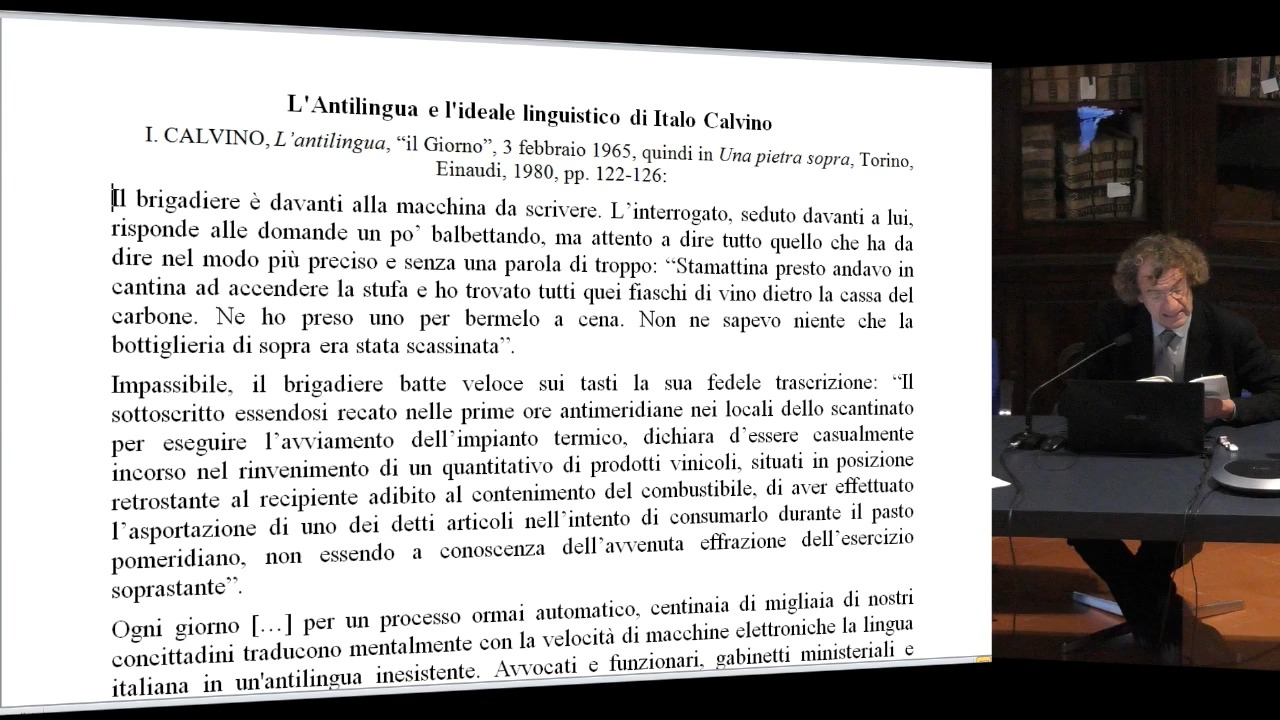 L'Antilingua e l'ideale linguistico di Italo Calvino
I. CALVINO, L’antilingua, “il Giorno”, 3 febbraio 1965, quindi in Una pietra sopra, Torino,
Einaudi, 1980, pp. 122-126:
Il brigadiere è davanti alla macchina da scrivere. L’interrogato, seduto davanti a lui,
risponde alle domande un po’ balbettando, ma attento a dire tutto quello che ha da
dire nel modo più preciso e senza una parola di troppo: “Stamattina presto andavo in
cantina ad accendere la stufa e ho trovato tutti quei fiaschi di vino dietro la cassa del
carbone. Ne ho preso uno per bermelo a cena. Non ne sapevo niente che la
bottiglieria di sopra era stata scassinata”.
Impassibile, il brigadiere batte veloce sui tasti la sua fedele trascrizione: “Il
sottoscritto essendosi recato nelle prime ore antimeridiane nei locali dello scantinato
per eseguire l’avviamento dell’impianto termico, dichiara d’essere casualmente
incorso nel rinvenimento di un quantitativo di prodotti vinicoli, situati in posizione
retrostante al recipiente adibito al contenimento del combustibile, di aver effettuato
l’asportazione di uno dei detti articoli nell’intento di consumarlo durante il pasto
pomeridiano, non essendo a conoscenza dell’avvenuta effrazione dell’esercizio
soprastante”.
Ogni giorno […] per un processo ormai automatico, centinaia di migliaia di nostri
concittadini traducono mentalmente con la velocità di macchine elettroniche la lingua
italiana in un'antilingua inesistente. Avvocati e funzionari, gabinetti ministeriali e